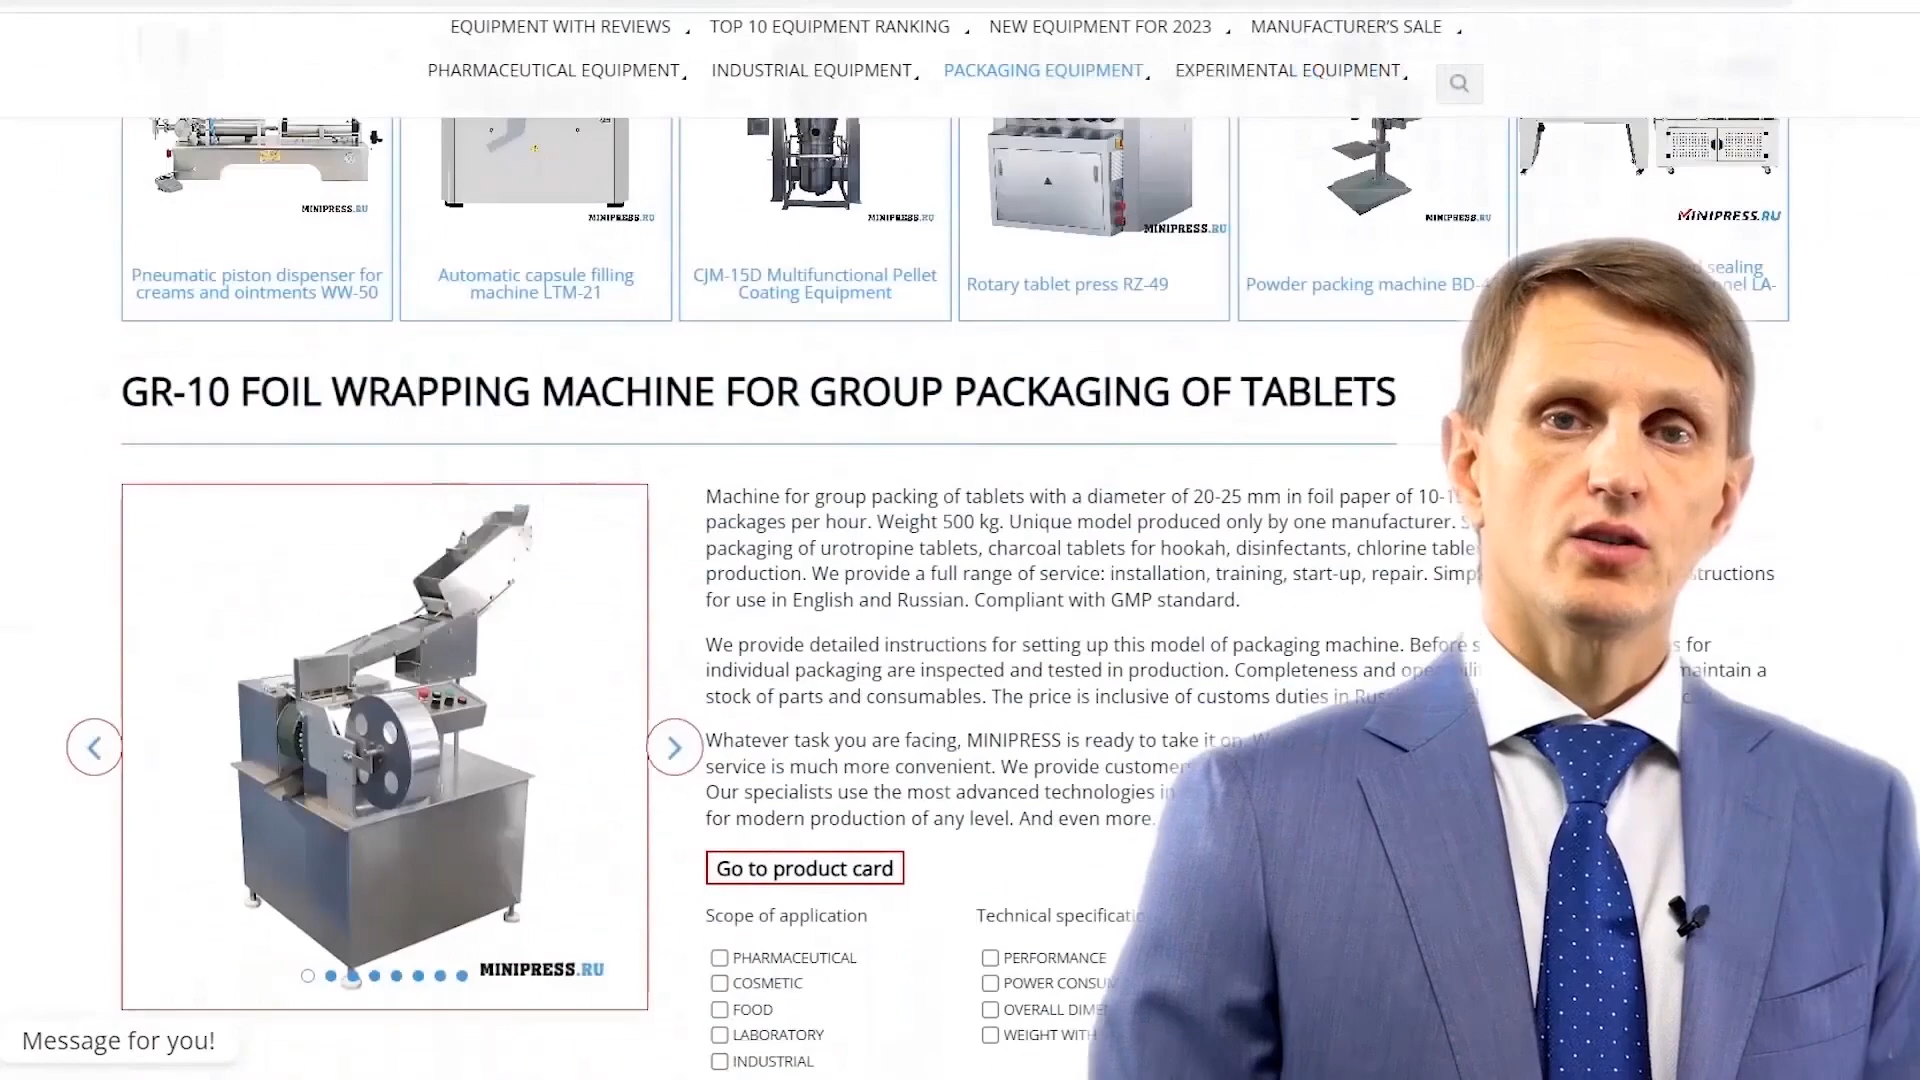 EQUIPMENT WITH REVIEWS TOP 10 EQUIPMENT RANKING NEW EQUIPMENT FOR 2023 MANUFACTURER'S SALE
PHARMACEUTICAL EQUIPMENT INDUSTRIAL EQUIPMENT PACKAGING EQUIPMENT EXPERIMENTAL EQUIPMENT
MINIPRESS.RU MINIPRESS.RU MINIPRESS.RU MINIPRESS.RU MINIPRESS.RU MINIPRESS.RU
Pneumatic piston dispenser for
creams and ointments WW-50
Automatic capsule filling
machine LTM-21
CJM-15D Multifunctional Pellet
Coating Equipment
Rotary tablet press RZ-49
Powder packing machine
sealing
GR-10 FOIL WRAPPING MACHINE FOR GROUP PACKAGING OF TABLETS
Machine for group packing of tablets with a diameter of 20-25 mm in foil paper of
packages per hour. Weight 500 kg. Unique model produced only by one manufacturer.
packaging of urotropine tablets, charcoal tablets for hookah, disinfectants, chlorine
production. We provide a full range of service: installation, training, start-up, repair.
for use in English and Russian. Compliant with GMP standard.
We provide detailed instructions for setting up this model of packaging machine. Before for
individual packaging are inspected and tested in production. Completeness and maintain a
stock of parts and consumables. The price is inclusive of customs duties in
Whatever task you are facing, MINIPRESS is ready to take it on.
service is much more convenient. We provide
Our specialists use the most advanced technologies in
for modern production of any level. And even more.
Go to product card
Scope of application Technical
PHARMACEUTICAL PERFORMANCE
COSMETIC POWER
FOOD OVERALL
LABORATORY WEIGHT WITH
INDUSTRIAL
MINIPRESS.RU
Message for you!